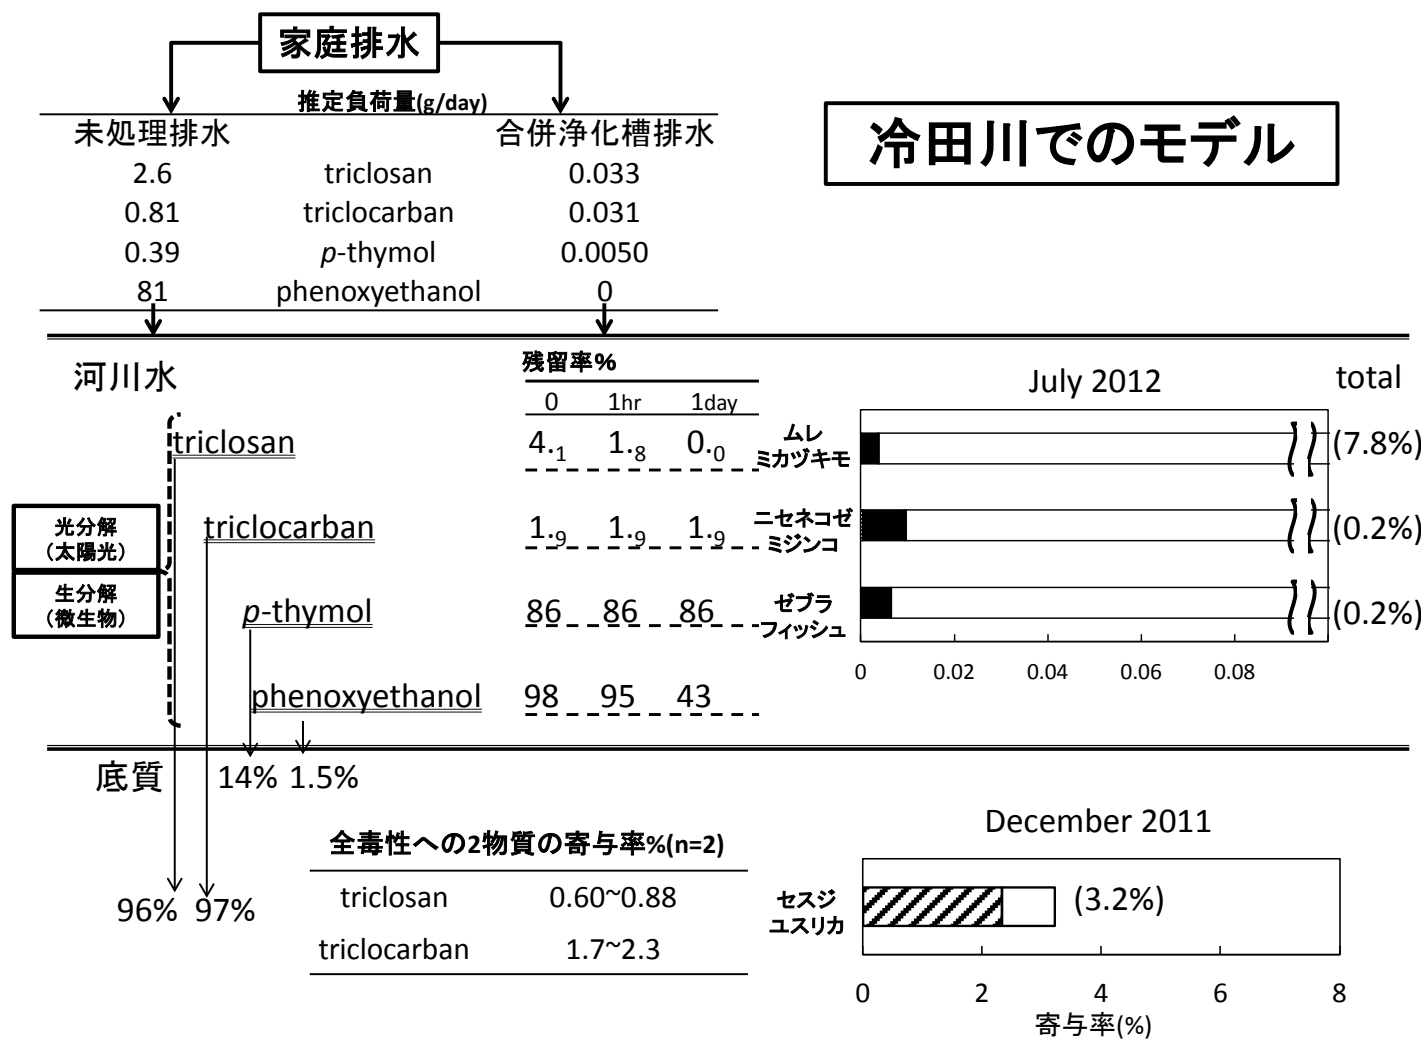 家庭排水
推定負荷量(g/day)
未処理排水 合併浄化槽排水
2.6 triclosan 0.033
0.81 triclocarban 0.031
0.39 p-thymol 0.0050
81 phenoxyethanol 0
冷田川でのモデル
河川水
残留率%
0 1hr 1day
triclosan 4.1 1.8 0.0
triclocarban 1.9 1.9 1.9
p-thymol 86 86 86
phenoxyethanol 98 95 43
光分解
(太陽光)
生分解
(微生物)
July 2012 total
ムレ
ミカヅキモ
(7.8%)
ニセネコゼ
ミジンコ
(0.2%)
ゼブラ
フィッシュ
(0.2%)
0 0.02 0.04 0.06 0.08
底質 14% 1.5%
96% 97%
全毒性への2物質の寄与率%(n=2)
triclosan 0.60~0.88
triclocarban 1.7~2.3
December 2011
セスジ
ユスリカ
(3.2%)
0 2 4 6 8
寄与率(%)